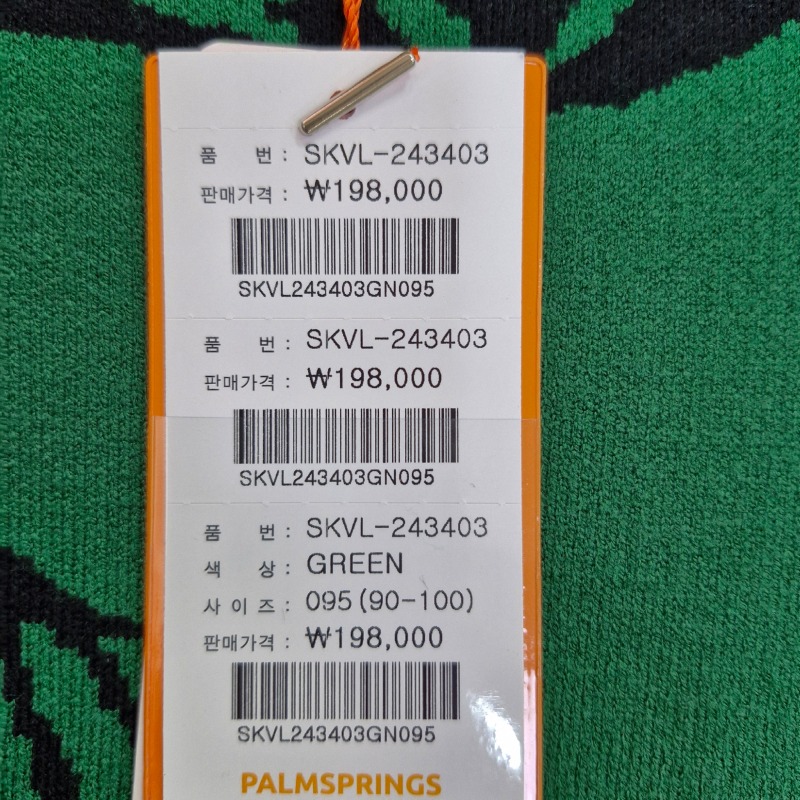 품 번 : SKVL-243403
판매가격 : ₩198,000
SKVL243403GN095
품 번 : SKVL-243403
판매가격 : ₩198,000
SKVL243403GN095
품 번 : SKVL-243403
색 상 : GREEN
사 이 즈 : 095(90-100)
판매가격 : ₩198,000
SKVL243403GN095
PALMSPRINGS